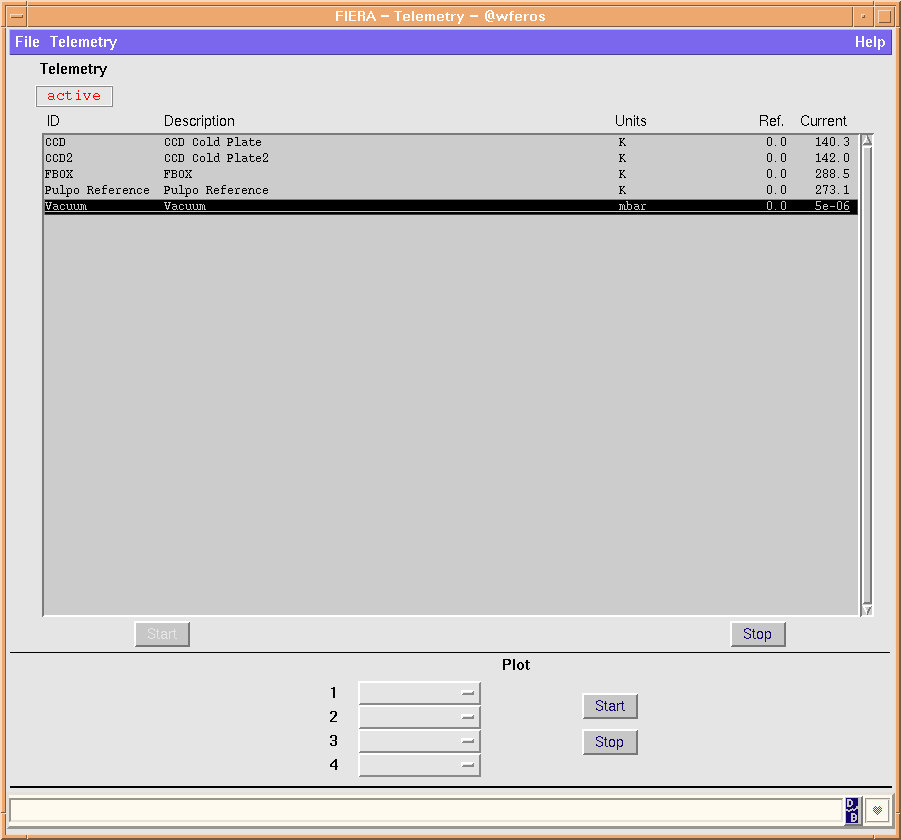 FIERA - Telemetry - @wferos
File Telemetry Help
Telemetry
active
ID Description Units Ref. Current
CCD CCD Cold Plate K 0.0 140.3
CCD2 CCD Cold Plate2 K 0.0 142.0
FBOX FBOX K 0.0 288.5
Pulpo Reference Pulpo Reference K 0.0 273.1
Vacuum Vacuum mbar 0.0 5e-06
Start Stop
Plot
1
2
3
4
Start
Stop
D
B